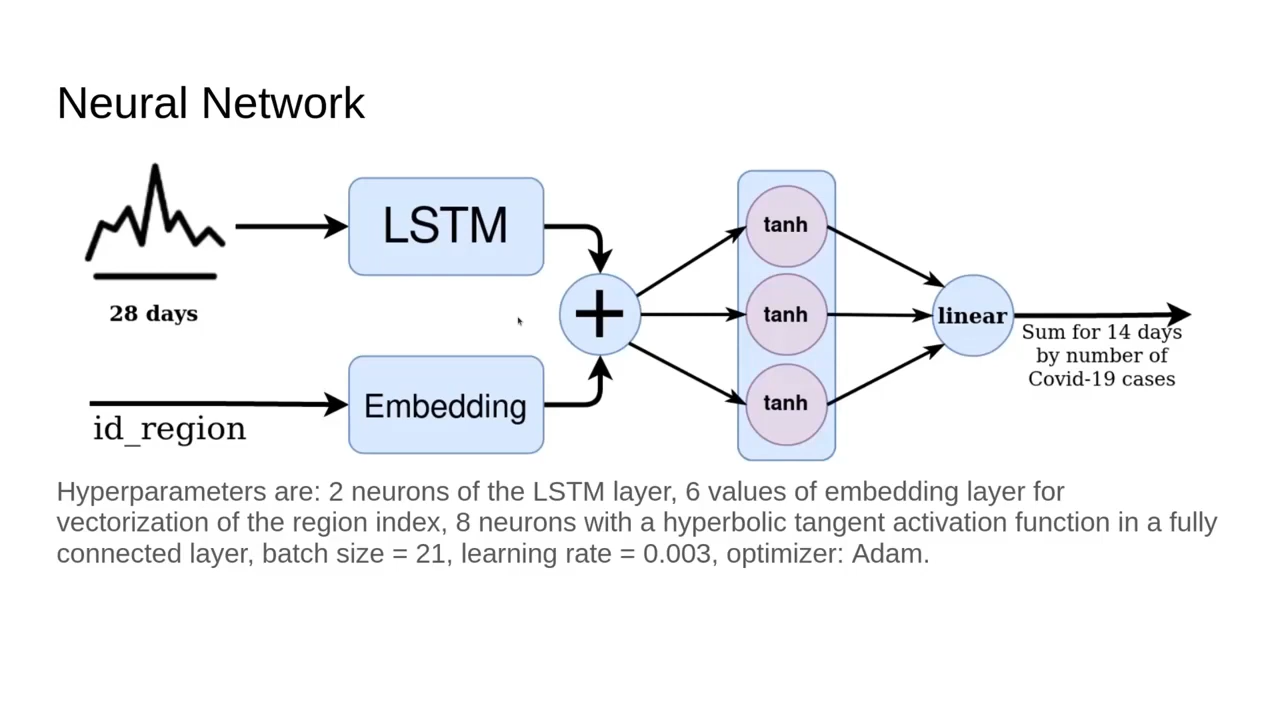 Neural Network
LSTM
28 days
+
Embedding
id_region
tanh
tanh
tanh
linear
Sum for 14 days
by number of
Covid-19 cases
Hyperparameters are: 2 neurons of the LSTM layer, 6 values of embedding layer for
vectorization of the region index, 8 neurons with a hyperbolic tangent activation function in a fully
connected layer, batch size = 21, learning rate = 0.003, optimizer: Adam.